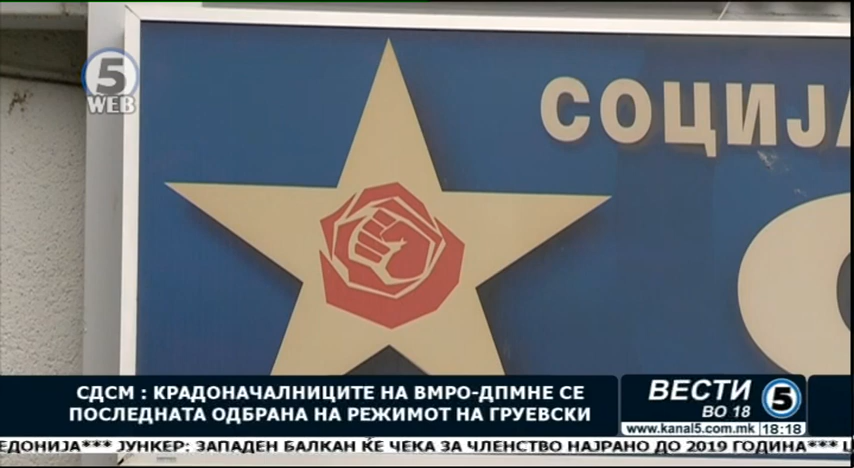 5
WEB
СОЦИЈА
СДСМ : КРАДОНАЧАЛНИЦИТЕ НА ВМРО-ДПМНЕ СЕ
ПОСЛЕДНАТА ОДБРАНА НА РЕЖИМОТ НА ГРУЕВСКИ
ВЕСТИ
ВО 18
5
www.kanal5.com.mk
18:18
ЕДОНИЈА*** ЈУНКЕР: ЗАПАДЕН БАЛКАН ЌЕ ЧЕКА ЗА ЧЛЕНСТВО НАЈРАНО ДО 2019 ГОДИНА***